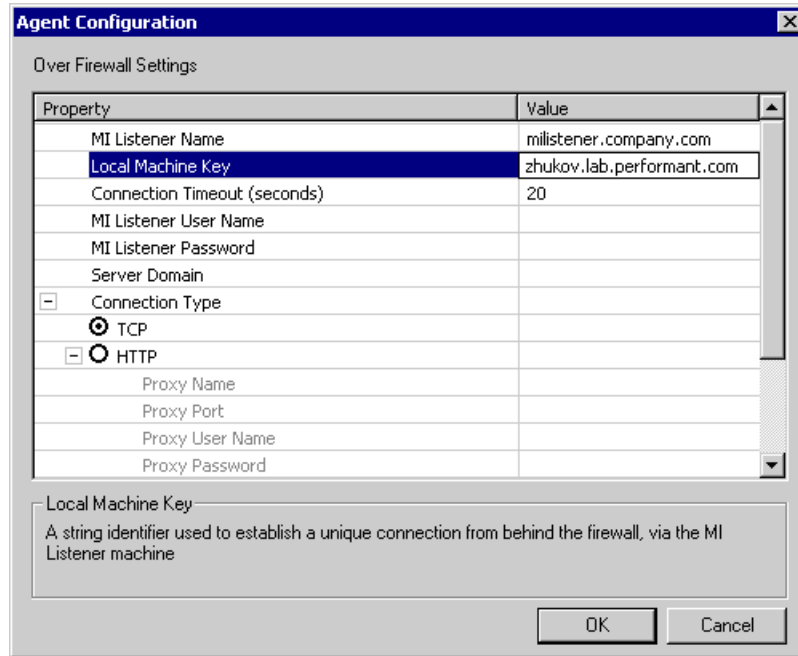 Agent Configuration
Over Firewall Settings
Property Value
MI Listener Name milistener.company.com
Local Machine Key zhukov.lab.performant.com
Connection Timeout (seconds) 20
MI Listener User Name
MI Listener Password
Server Domain
Connection Type
TCP
HTTP
Proxy Name
Proxy Port
Proxy User Name
Proxy Password
Local Machine Key
A string identifier used to establish a unique connection from behind the firewall, via the MI
Listener machine
OK Cancel